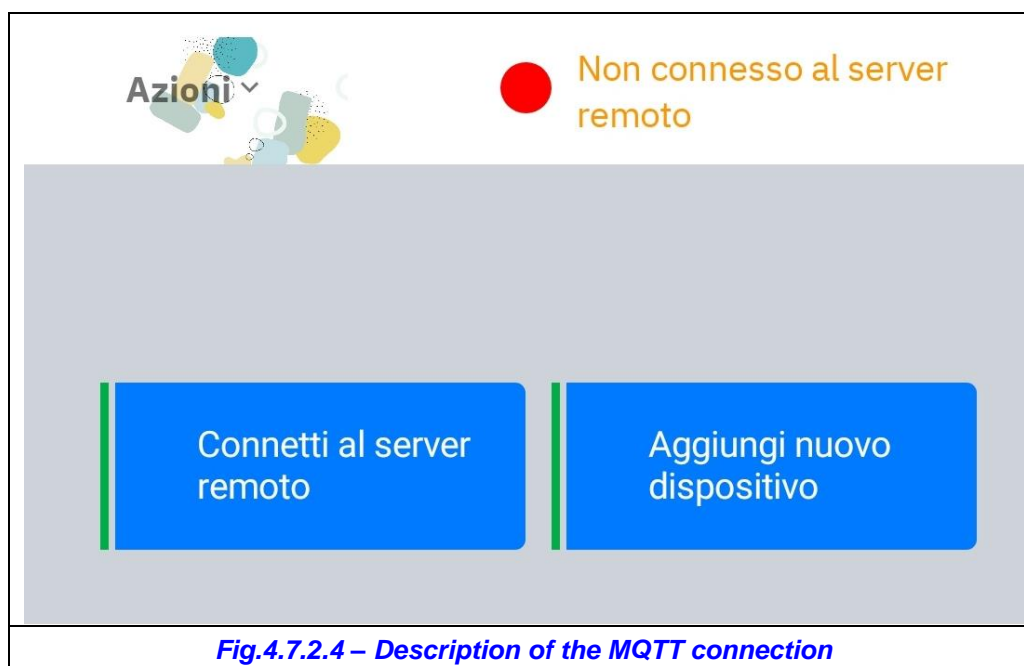 Azioni
Non connesso al server
remoto
Connetti al server
remoto
Aggiungi nuovo
dispositivo
Fig.4.7.2.4 – Description of the MQTT connection